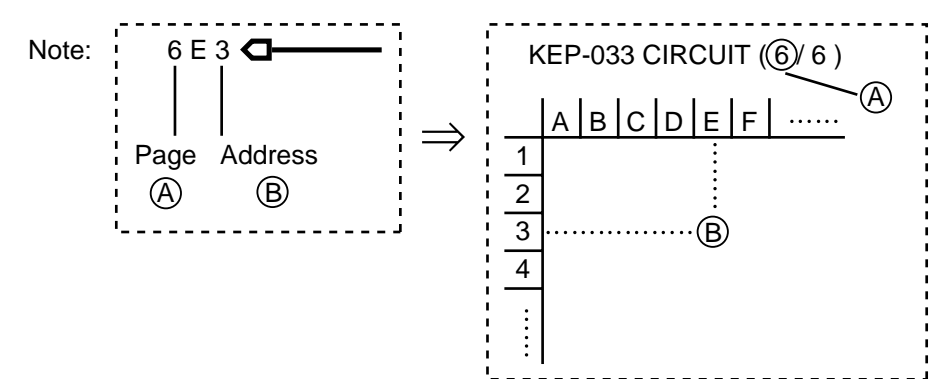 Note:
6 E 3
Page Address
A B
⇒
KEP-033 CIRCUIT (6/ 6 )
A
A B C D E F ......
1
2
3 B
4